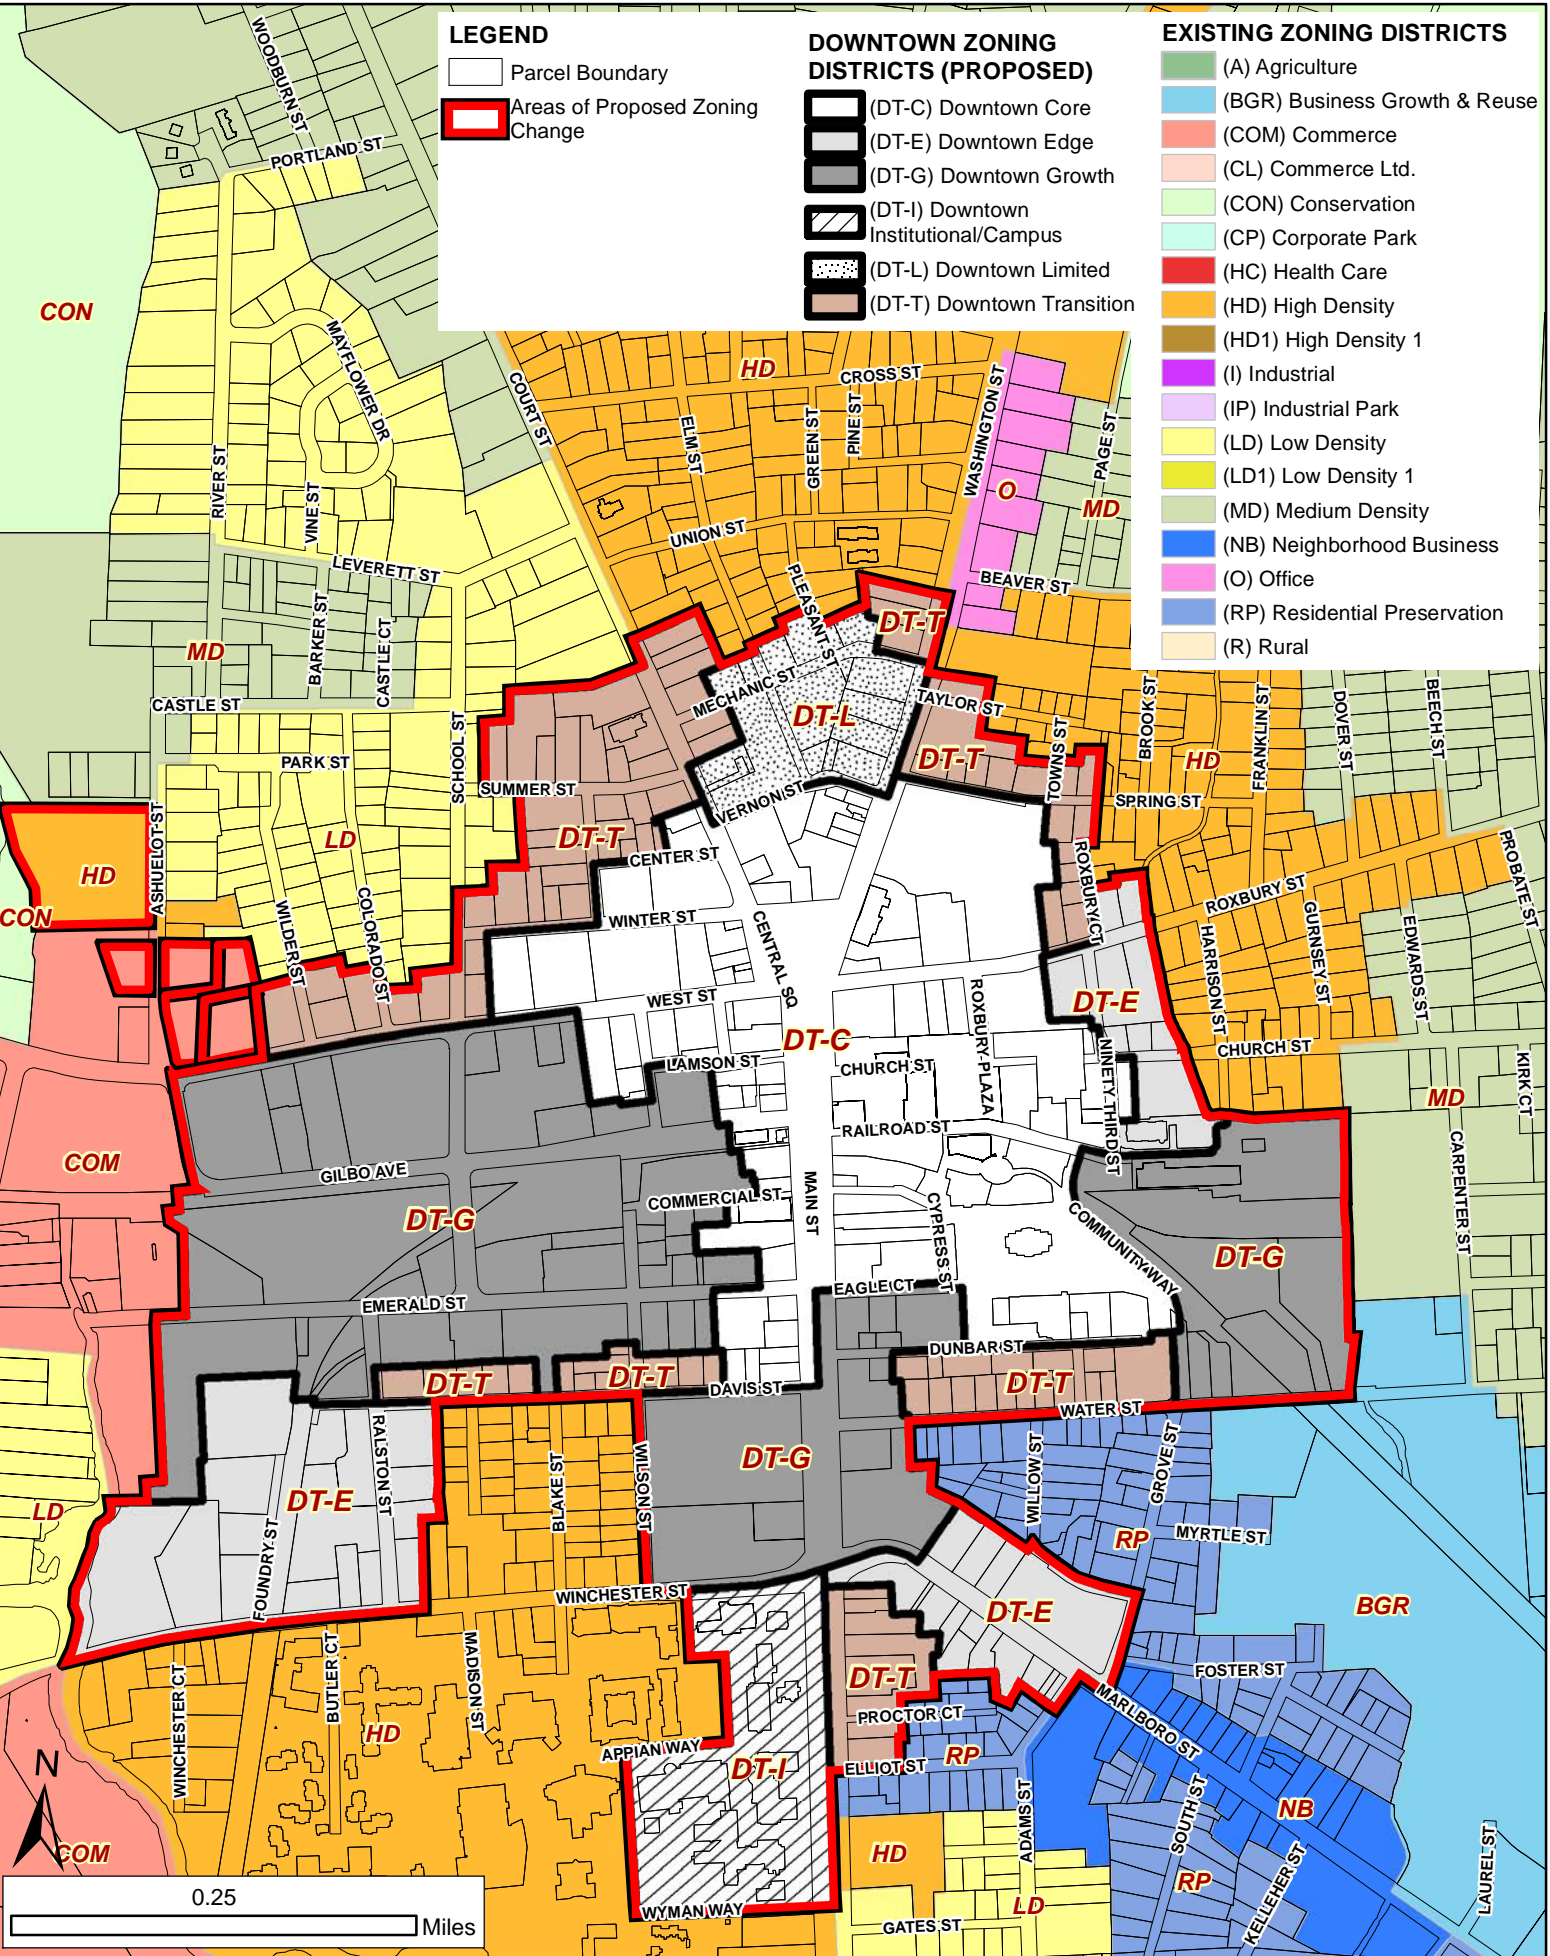 LEGEND
Parcel Boundary
Areas of Proposed Zoning
Change
DOWNTOWN ZONING
DISTRICTS (PROPOSED)
(DT-C) Downtown Core
(DT-E) Downtown Edge
(DT-G) Downtown Growth
(DT-I) Downtown
Institutional/Campus
(DT-L) Downtown Limited
(DT-T) Downtown Transition
EXISTING ZONING DISTRICTS
(A) Agriculture
(BGR) Business Growth & Reuse
(COM) Commerce
(CL) Commerce Ltd.
(CON) Conservation
(CP) Corporate Park
(HC) Health Care
(HD) High Density
(HD1) High Density 1
(I) Industrial
(IP) Industrial Park
(LD) Low Density
(LD1) Low Density 1
(MD) Medium Density
(NB) Neighborhood Business
(O) Office
(RP) Residential Preservation
(R) Rural
WOODBURN ST
PORTLAND ST
CON
MAYFLOWER DR
COURT ST
HD
CROSS ST
ELM ST
GREEN ST
PINE ST
WASHINGTON ST
PAGE ST
O
MD
RIVER ST
VINE ST
UNION ST
LEVERETT ST
PLEASANT ST
BEAVER ST
BARKER ST
CASTLE CT
DT-T
MD
MECHANIC ST
CASTLE ST
DT-L
TAYLOR ST
BROOK ST
FRANKLIN ST
DOVER ST
BEECH ST
SCHOOL ST
PARK ST
DT-T
TOWNS ST
HD
SUMMER ST
VERNON ST
SPRING ST
ASHUELOT ST
LD
DT-T
CENTER ST
HD
CON
WILDER ST
COLORADO ST
WINTER ST
CENTRAL SQ
ROXBURY CT
ROXBURY ST
PROBATE ST
HARRISON ST
GURNSEY ST
EDWARDS ST
WEST ST
DT-C
ROXBURY PLAZA
DT-E
LAMSON ST
CHURCH ST
NINETY THIRD ST
CHURCH ST
KIRK CT
MD
RAILROAD ST
COM
GILBO AVE
CARPENTER ST
DT-G
COMMERCIAL ST
MAIN ST
CYPRESS ST
COMMUNITY WAY
DT-G
EMERALD ST
EAGLE CT
DUNBAR ST
DT-T
DT-T
DAVIS ST
DT-T
WATER ST
RALSTON ST
BLAKE ST
WILSON ST
DT-G
WILLOW ST
GROVE ST
LD
DT-E
FOUNDRY ST
RP
MYRTLE ST
WINCHESTER ST
DT-E
BGR
WINCHESTER CT
BUTLER CT
MADISON ST
HD
DT-T
FOSTER ST
PROCTOR CT
MARLBORO ST
APPIAN WAY
DT-I
ELLIOT ST
RP
N
COM
ADAMS ST
SOUTH ST
NB
HD
RP
KELLEHER ST
LAUREL ST
LD
WYMAN WAY
GATES ST
0.25
Miles